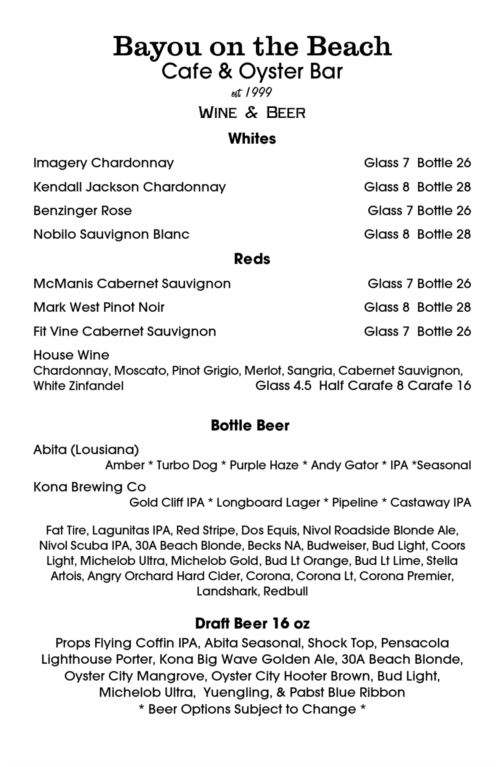 Bayou on the Beach
Cafe & Oyster Bar
est 1999
Wine & Beer
Whites
Imagery Chardonnay Glass 7 Bottle 26
Kendall Jackson Chardonnay Glass 8 Bottle 28
Benzinger Rose Glass 7 Bottle 26
Nobilo Sauvignon Blanc Glass 8 Bottle 28
Reds
McManis Cabernet Sauvignon Glass 7 Bottle 26
Mark West Pinot Noir Glass 8 Bottle 28
Fit Vine Cabernet Sauvignon Glass 7 Bottle 26
House Wine
Chardonnay, Moscato, Pinot Grigio, Merlot, Sangria, Cabernet Sauvignon,
White Zinfandel Glass 4.5 Half Carafe 8 Carafe 16
Bottle Beer
Abita (Lousiana)
Amber * Turbo Dog * Purple Haze * Andy Gator * IPA *Seasonal
Kona Brewing Co
Gold Cliff IPA * Longboard Lager * Pipeline * Castaway IPA
Fat Tire, Lagunitas IPA, Red Stripe, Dos Equis, Nivol Roadside Blonde Ale,
Nivol Scuba IPA, 30A Beach Blonde, Becks NA, Budweiser, Bud Light, Coors
Light, Michelob Ultra, Michelob Gold, Bud Lt Orange, Bud Lt Lime, Stella
Artois, Angry Orchard Hard Cider, Corona, Corona Lt, Corona Premier,
Landshark, Redbull
Draft Beer 16 oz
Props Flying Coffin IPA, Abita Seasonal, Shock Top, Pensacola
Lighthouse Porter, Kona Big Wave Golden Ale, 30A Beach Blonde,
Oyster City Mangrove, Oyster City Hooter Brown, Bud Light,
Michelob Ultra, Yuengling, & Pabst Blue Ribbon
* Beer Options Subject to Change *